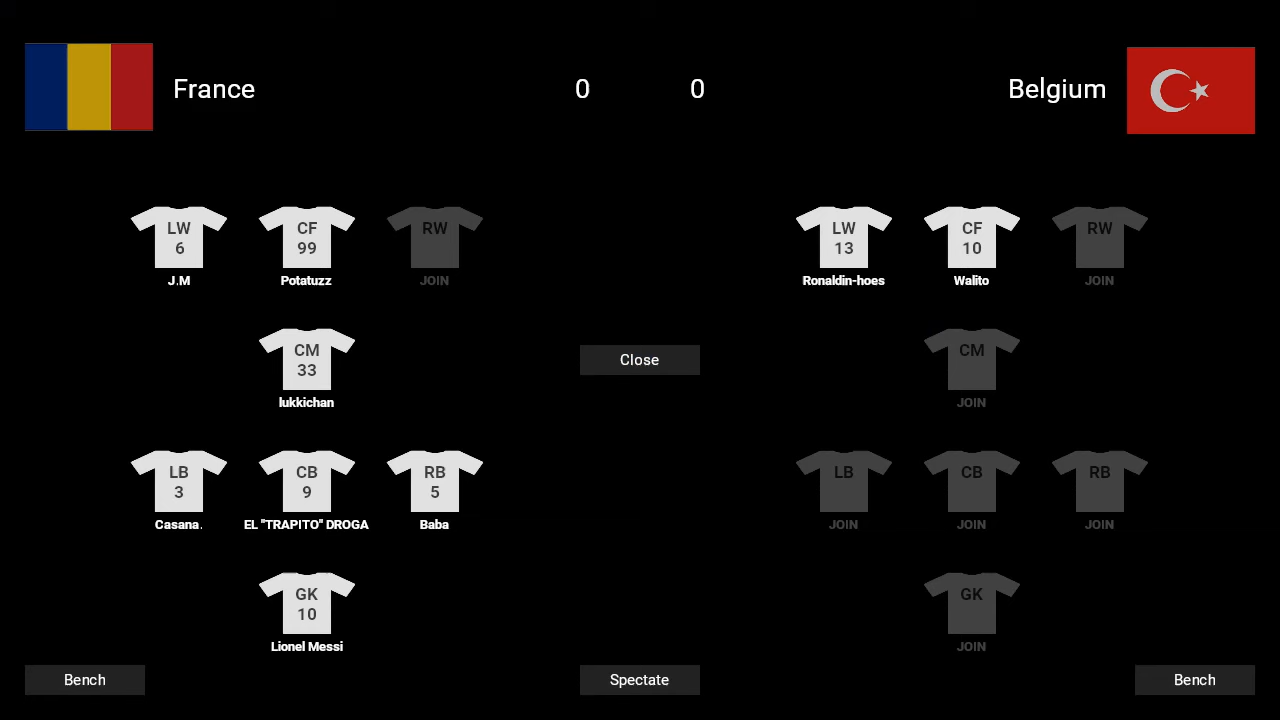 France 0 0 Belgium
LW CF RW LW CF RW
6 99 13 10
J.M Potatuzz JOIN Ronaldin-hoes Walito JOIN
CM CM
33
Close
lukkichan JOIN
LB CB RB LB CB RB
3 9 5
Casana. EL "TRAPITO" DROGA Baba JOIN JOIN JOIN
GK GK
10
Lionel Messi JOIN
Bench Spectate Bench